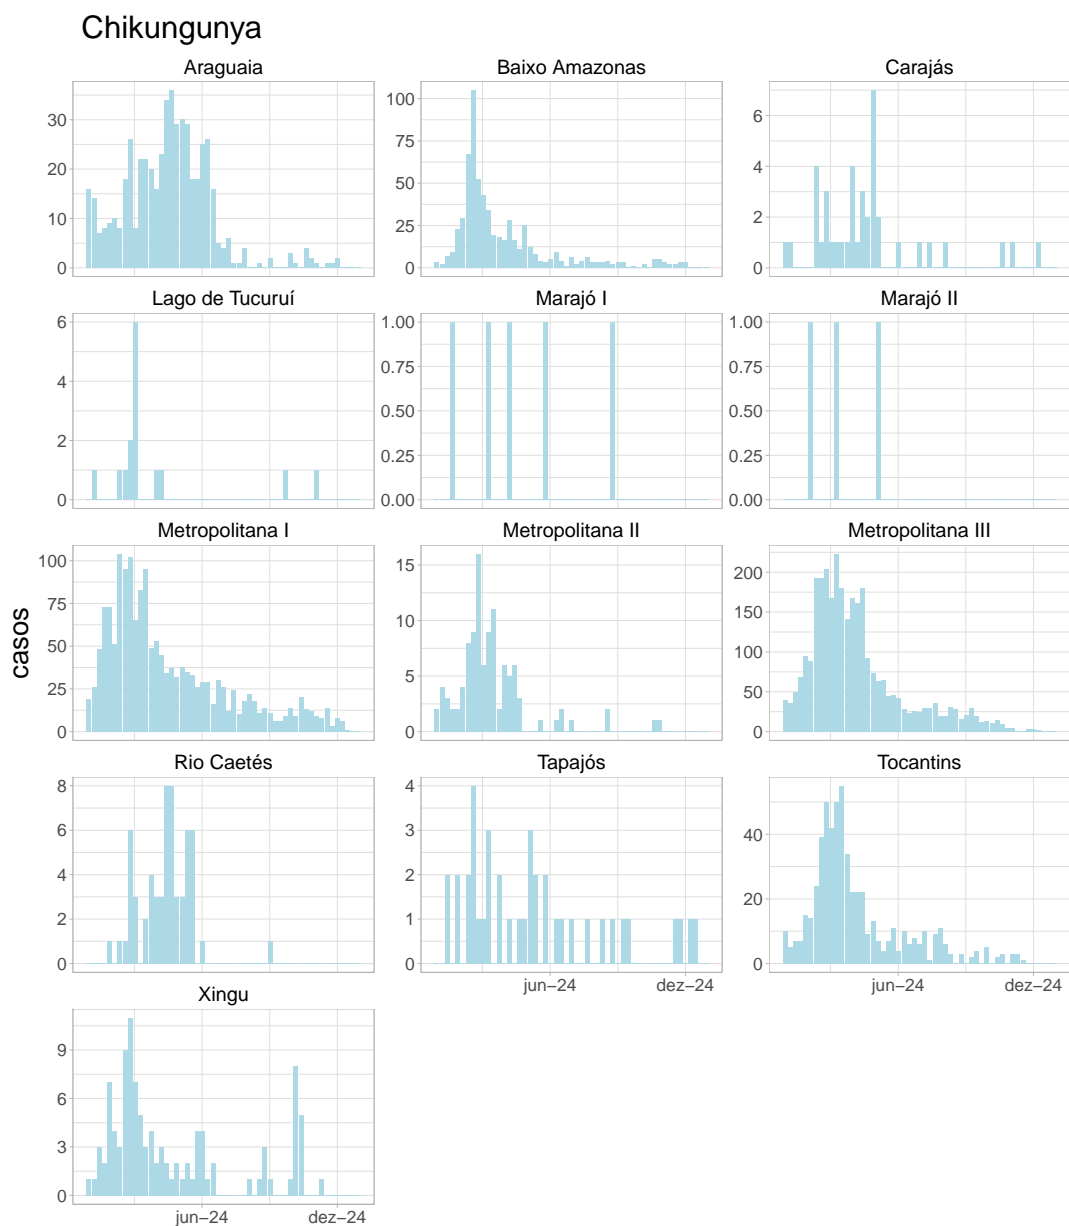 Chikungunya
Araguaia
Baixo Amazonas
Carajás
30
20
10
0
100
75
50
25
0
6
4
2
0
Lago de Tucuruí
Marajó I
Marajó II
6
4
2
0
1.00
0.75
0.50
0.25
0.00
1.00
0.75
0.50
0.25
0.00
Metropolitana I
Metropolitana II
Metropolitana III
100
75
50
25
0
15
10
5
0
200
150
100
50
0
casos
Rio Caetés
Tapajós
Tocantins
8
6
4
2
0
4
3
2
1
0
40
20
0
jun−24
dez−24
jun−24
dez−24
Xingu
9
6
3
0
jun−24
dez−24